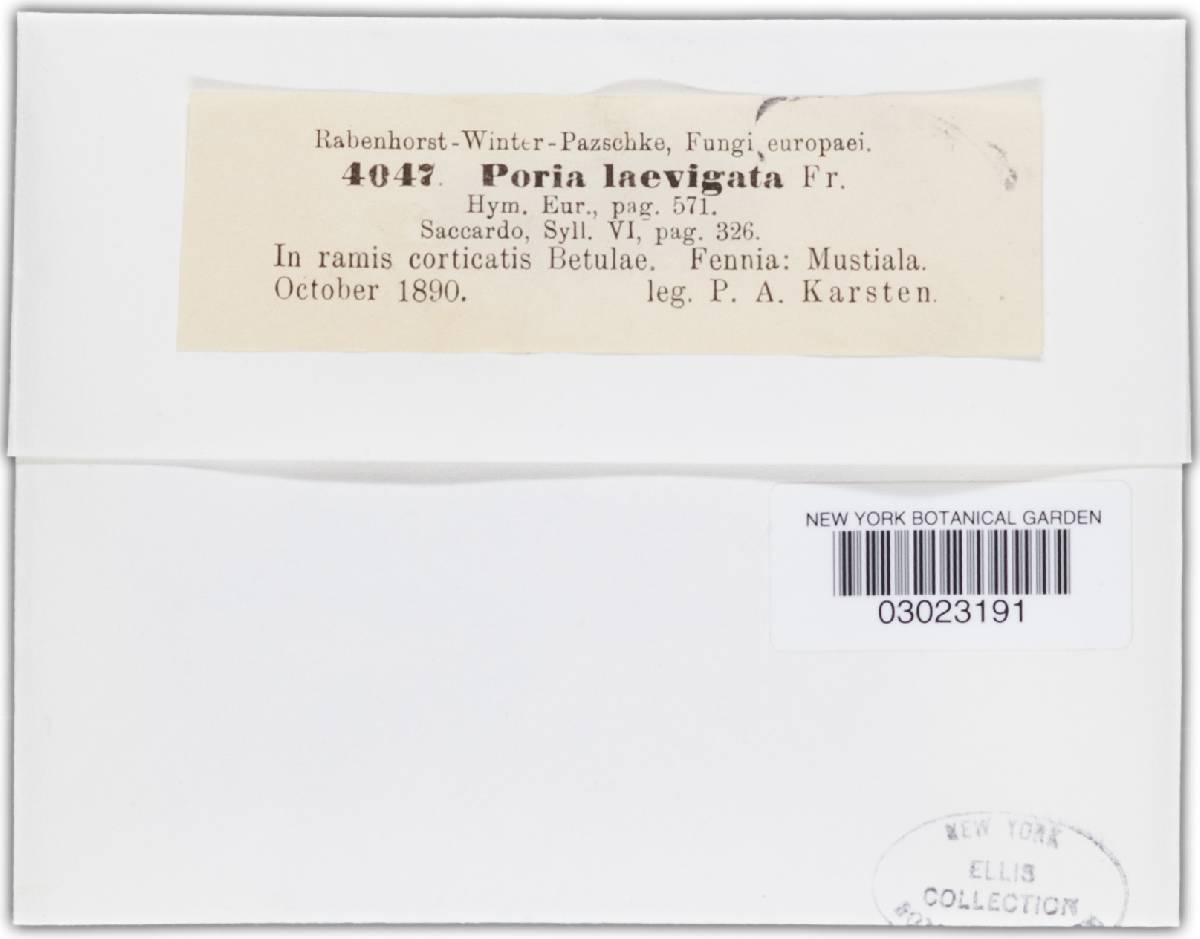 Rabenhorst-Winter-Pazschke, Fungi europaei.
4047. Poria laevigata Fr.
Hym. Eur., pag. 571.
Saccardo, Syll. VI, pag. 326.
In ramis corticatis Betulae. Fennia: Mustiala.
October 1890. leg. P. A. Karsten.
NEW YORK BOTANICAL GARDEN
03023191
NEW YORK
ELLIS
COLLECTION